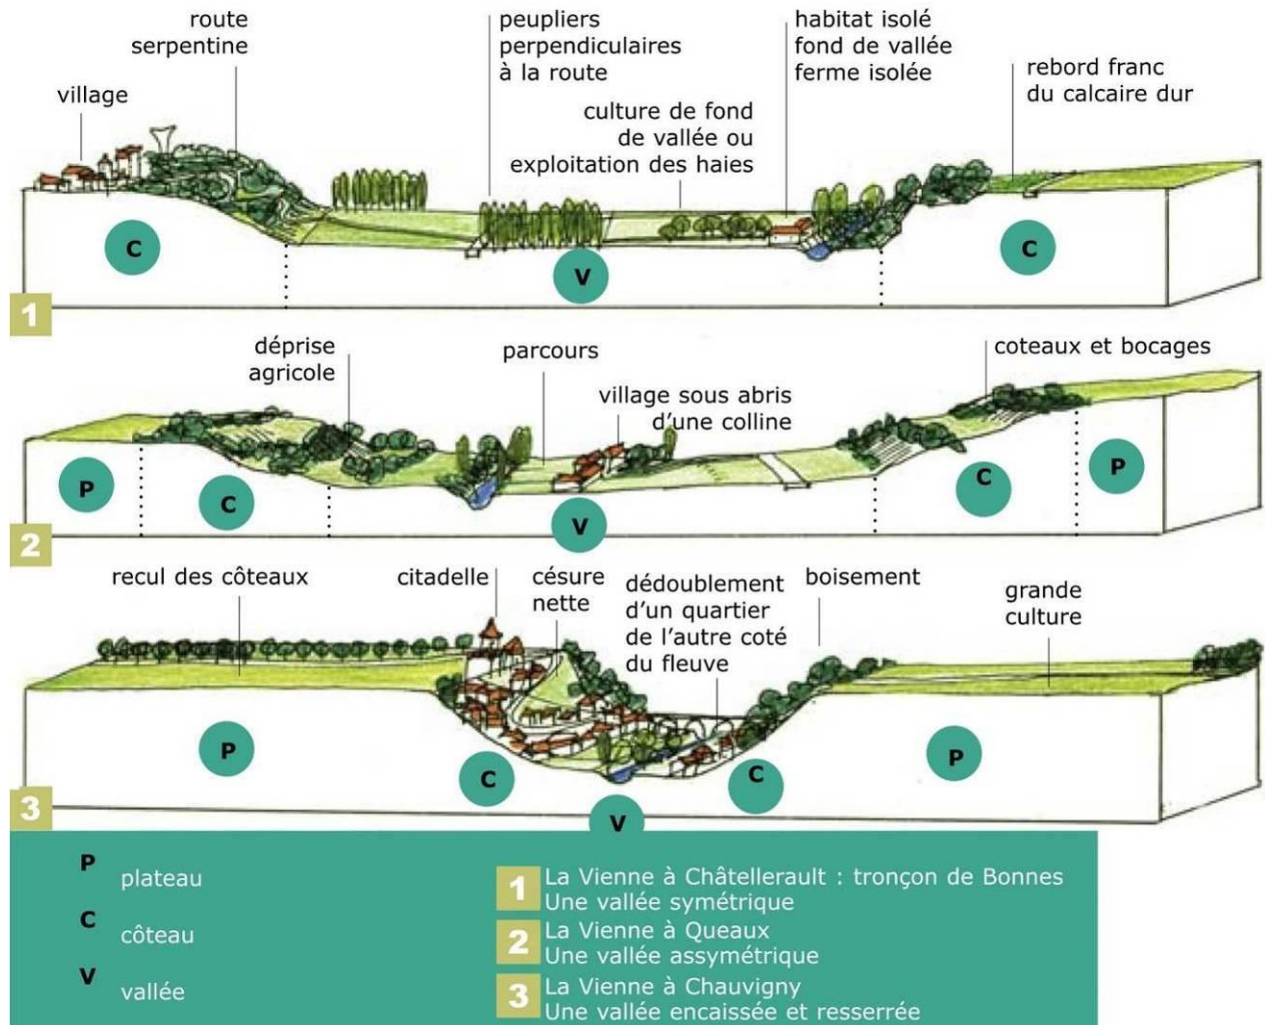 route
serpentine
village
peupliers
perpendiculaires
à la route
culture de fond
de vallée ou
exploitation des haies
habitat isolé
fond de vallée
ferme isolée
rebord franc
du calcaire dur
C
V
C
1
déprise
agricole
parcours
village sous abris
d'une colline
coteaux et bocages
P
C
V
C
P
2
recul des côteaux
citadelle
césure
nette
dédoublement
d'un quartier
de l'autre coté
du fleuve
boisement
grande
culture
P
C
V
C
P
3
P
plateau
C
côteau
V
vallée
1
La Vienne à Châtellerault : tronçon de Bonnes
Une vallée symétrique
2
La Vienne à Queaux
Une vallée assymétrique
3
La Vienne à Chauvigny
Une vallée encaissée et resserrée